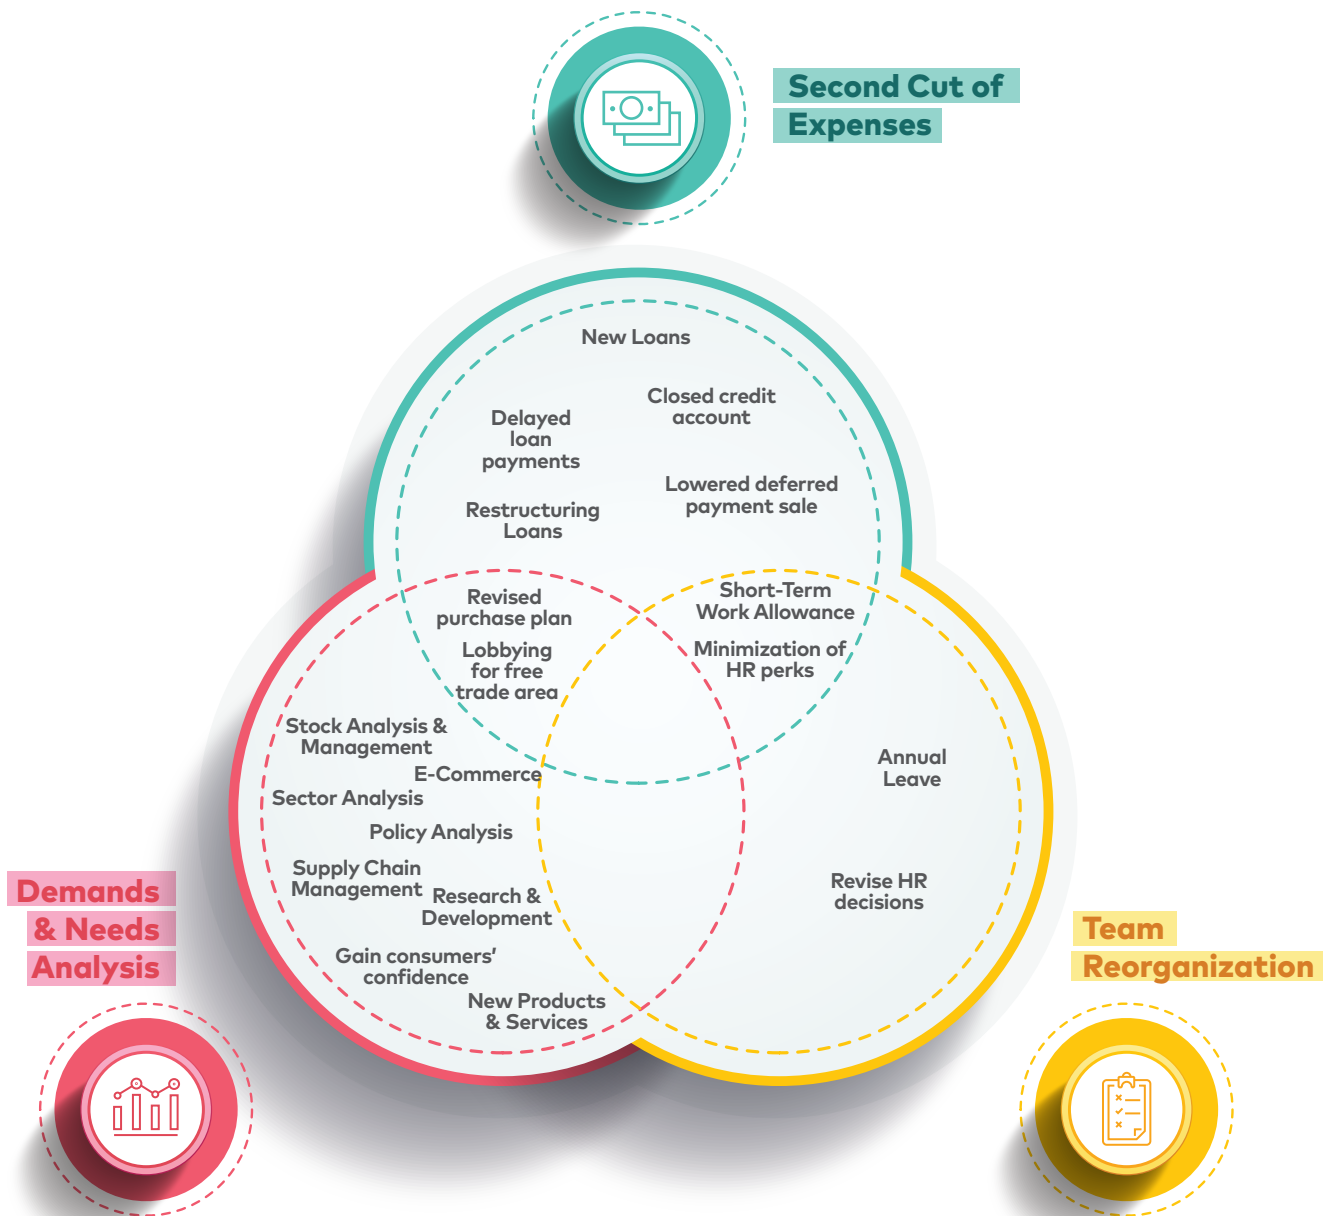 Second Cut of
Expenses
New Loans
Closed credit
account
Delayed
loan
payments
Lowered deferred
payment sale
Restructuring
Loans
Revised
purchase plan
Short-Term
Work Allowance
Lobbying
for free
trade area
Minimization of
HR perks
Stock Analysis &
Management
E-Commerce
Sector Analysis
Policy Analysis
Supply Chain
Management
Research &
Development
Gain consumers’
confidence
New Products
& Services
Annual
Leave
Revise HR
decisions
Demands
& Needs
Analysis
Team
Reorganization